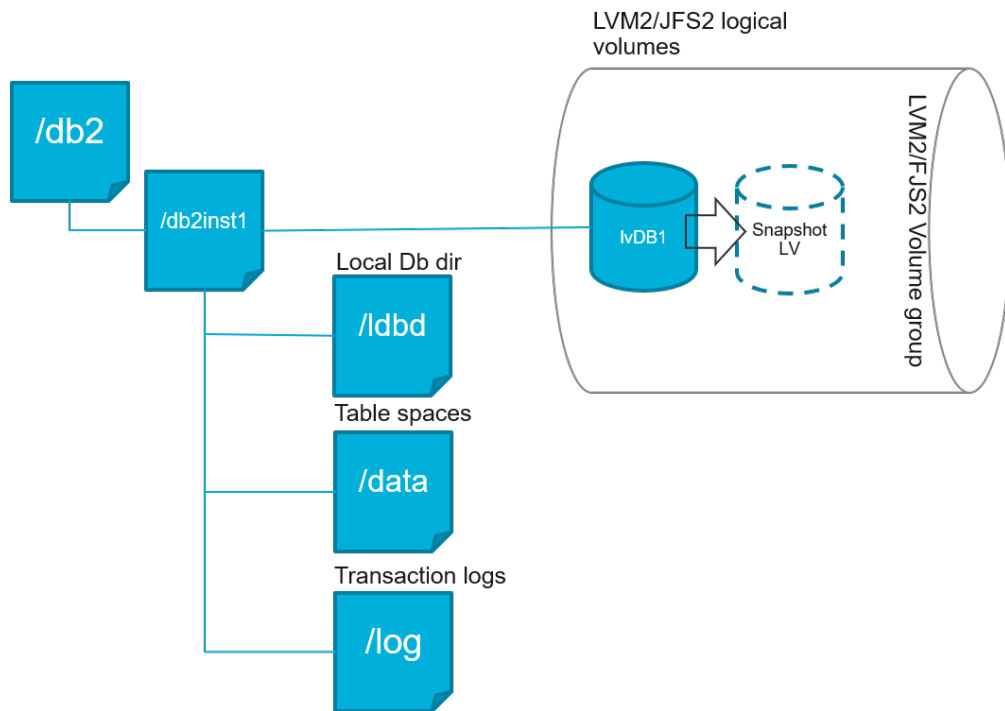 LVM2/JFS2 logical
volumes
/db2
/db2inst1
LVM2/FJS2 Volume group
lvDB1
Snapshot
LV
Local Db dir
/ldbd
Table spaces
/data
Transaction logs
/log